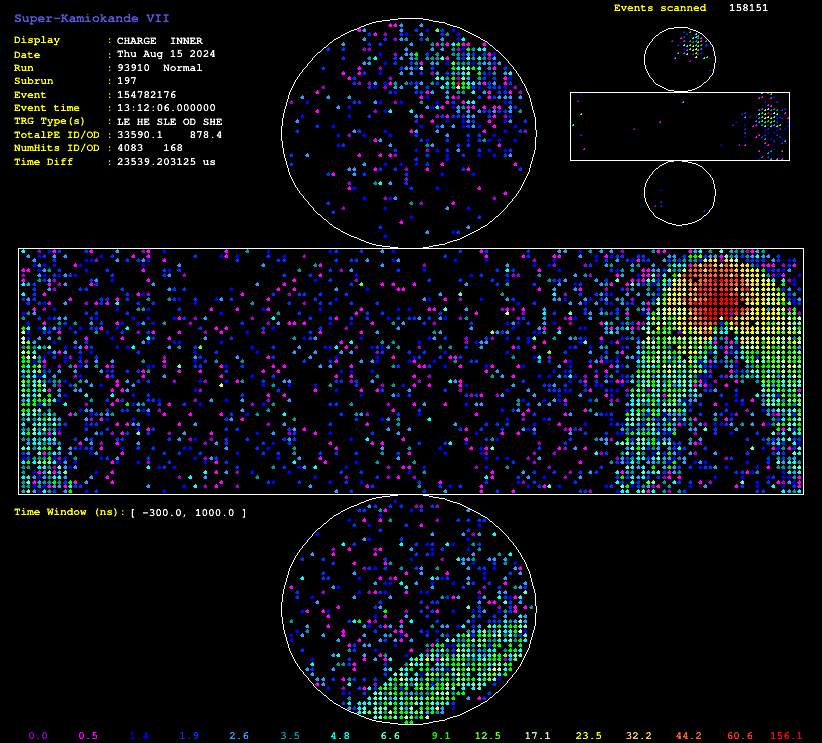 Super-Kamiokande VII
Events scanned 158151
Display : CHARGE INNER
Date : Thu Aug 15 2024
Run : 93910 Normal
Subrun : 197
Event : 154782176
Event time : 13:12:06.000000
TRG Type(s) : LE HE SLE OD SHE
TotalPE ID/OD : 33590.1 878.4
NumHits ID/OD : 4083 168
Time Diff : 23539.203125 us
Time Window (ns): [ -300.0, 1000.0 ]
0.0 0.5 1.4 1.9 2.6 3.5 4.8 6.6 9.1 12.5 17.1 23.5 32.2 44.2 60.6 156.1